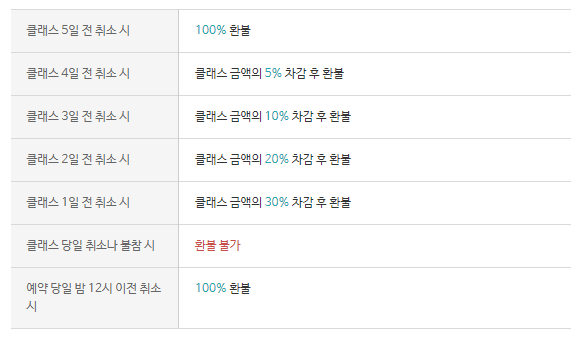 클래스 5일 전 취소 시
100% 환불
클래스 4일 전 취소 시
클래스 금액의 5% 차감 후 환불
클래스 3일 전 취소 시
클래스 금액의 10% 차감 후 환불
클래스 2일 전 취소 시
클래스 금액의 20% 차감 후 환불
클래스 1일 전 취소 시
클래스 금액의 30% 차감 후 환불
클래스 당일 취소나 불참 시
환불 불가
예약 당일 밤 12시 이전 취소
시
100% 환불